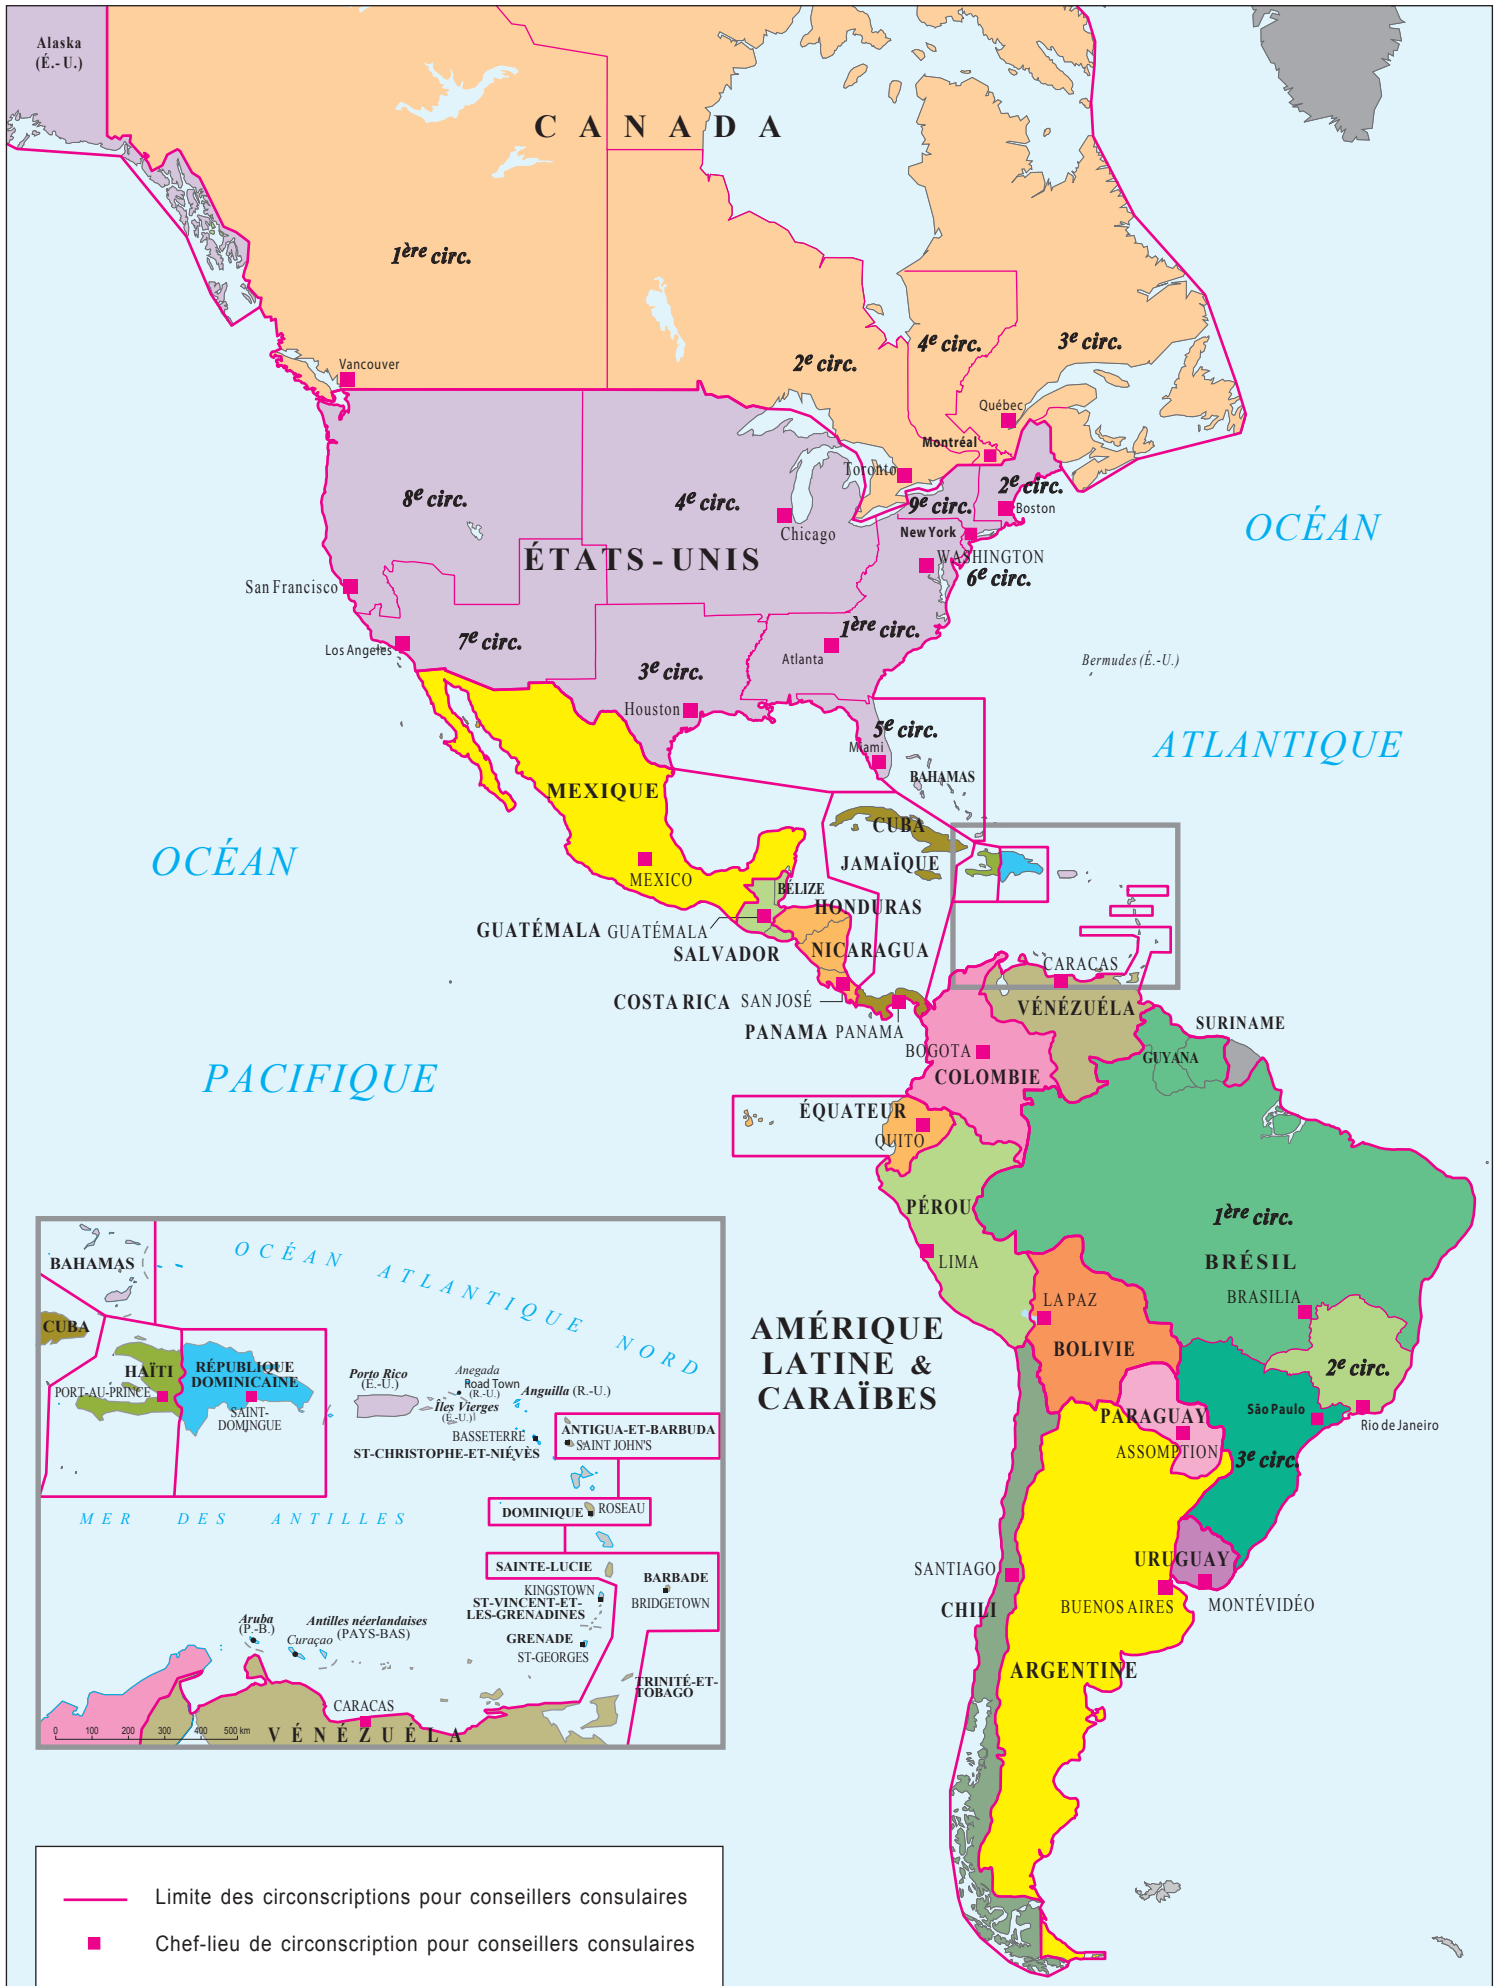 Alaska
(É.- U.)
CANADA
1ère circ.
2e circ.
4e circ.
3e circ.
Vancouver
Québec
Montréal
Toronto
8e circ.
4e circ.
9e circ.
2e circ.
Boston
Chicago
New York
ÉTATS-UNIS
WASHINGTON
6e circ.
San Francisco
Los Angeles
7e circ.
3e circ.
1ère circ.
Atlanta
Houston
5e circ.
Miami
Bermudes (É.-U.)
OCÉAN
ATLANTIQUE
BAHAMAS
MEXIQUE
MEXICO
CUBA
JAMAÏQUE
BÉLIZE
HONDURAS
GUATÉMALA GUATÉMALA
SALVADOR
NICARAGUA
COSTA RICA SAN JOSÉ
PANAMA PANAMA
OCÉAN
PACIFIQUE
CARACAS
VÉNÉZUÉLA
SURINAME
GUYANA
BOGOTA
COLOMBIE
ÉQUATEUR
QUITO
PÉROU
LIMA
1ère circ.
BRÉSIL
BRASILIA
LA PAZ
BOLIVIE
2e circ.
AMÉRIQUE
LATINE &
CARAÏBES
São Paulo
Rio de Janeiro
PARAGUAY
ASSOMPTION
3e circ.
SANTIAGO
CHILI
URUGUAY
BUENOS AIRES
MONTÉVIDÉO
ARGENTINE
OCÉAN ATLANTIQUE NORD
BAHAMAS
CUBA
HAÏTI
PORT-AU-PRINCE
RÉPUBLIQUE
DOMINICAINE
SAINT-
DOMINGUE
Porto Rico
(É.-U.)
Anegada
Road Town
(R.-U.)
Îles Vierges
(É.-U.)
Anguilla (R.-U.)
BASSETERRE
ST-CHRISTOPHE-ET-NIÉVÈS
ANTIGUA-ET-BARBUDA
SAINT JOHN'S
MER DES ANTILLES
DOMINIQUE ROSEAU
SAINTE-LUCIE
KINGSTOWN
ST-VINCENT-ET-
LES-GRENADINES
BARBADE
BRIDGETOWN
GRENADE
ST-GEORGES
Aruba
(P.-B.)
Curaçao
Antilles néerlandaises
(PAYS-BAS)
TRINITÉ-ET-
TOBAGO
CARACAS
VÉNÉZUÉLA
0 100 200 300 400 500 km
Limite des circonscriptions pour conseillers consulaires
Chef-lieu de circonscription pour conseillers consulaires